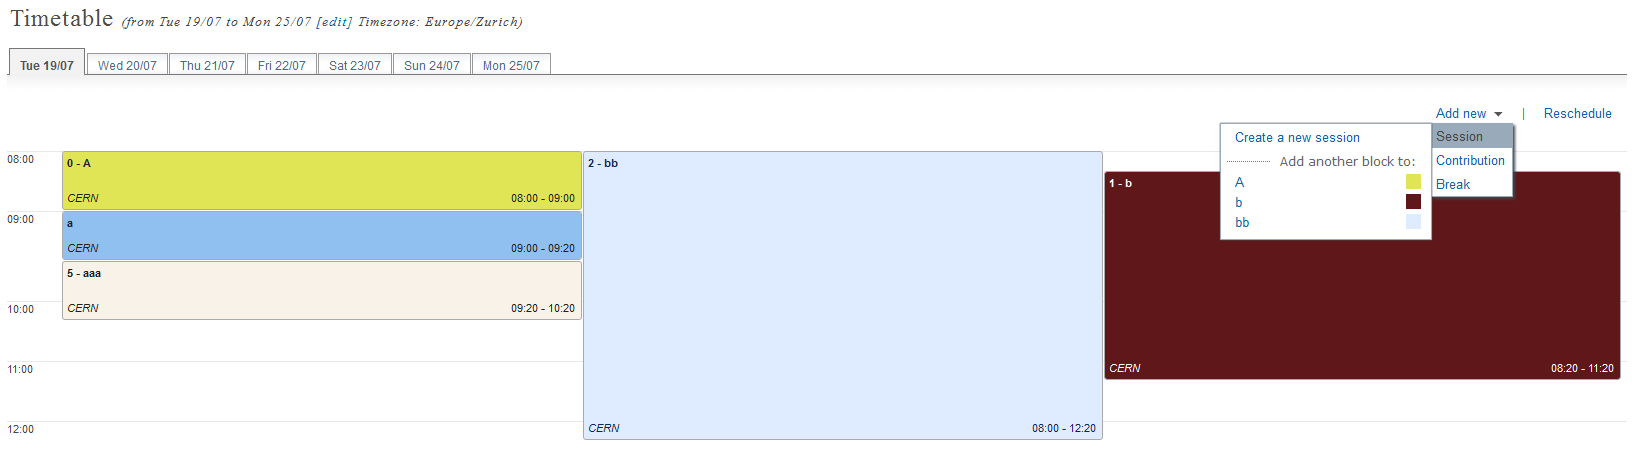 Timetable (from Tue 19/07 to Mon 25/07 [edit] Timezone: Europe/Zurich)
Tue 19/07 Wed 20/07 Thu 21/07 Fri 22/07 Sat 23/07 Sun 24/07 Mon 25/07
Add new | Reschedule
Session
Contribution
Break
Create a new session
Add another block to:
A
b
bb
08:00
09:00
10:00
11:00
12:00
0 - A
CERN 08:00 - 09:00
a
CERN 09:00 - 09:20
5 - aaa
CERN 09:20 - 10:20
2 - bb
CERN 08:00 - 12:20
1 - b
CERN 08:20 - 11:20